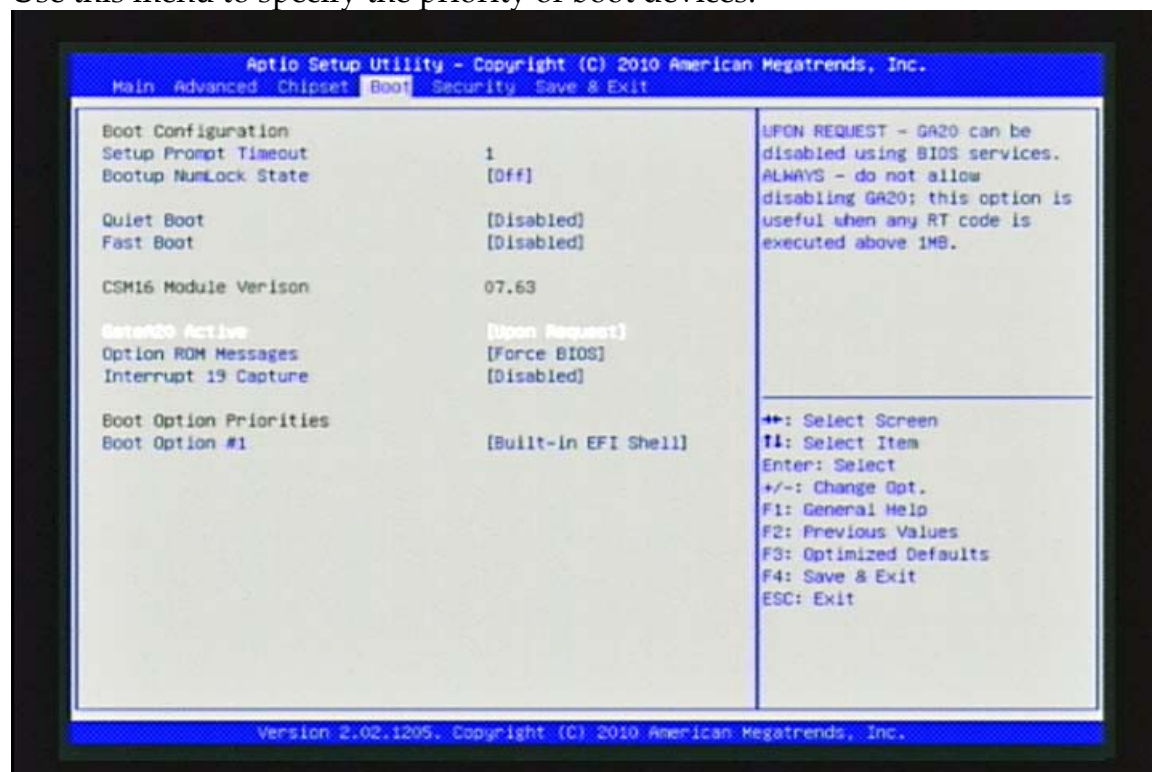 Use this menu to specify the priority of boot devices.
Aptio Setup Utility - Copyright (C) 2010 American Megatrends, Inc.
Main Advanced Chipset Boot Security Save & Exit
Boot Configuration
Setup Prompt Timeout 1
Bootup NumLock State [Off]
Quiet Boot [Disabled]
Fast Boot [Disabled]
CSM16 Module Verison 07.63
GateA20 Active [Upon Request]
Option ROM Messages [Force BIOS]
Interrupt 19 Capture [Disabled]
Boot Option Priorities
Boot Option #1 [Built-in EFI Shell]
UPON REQUEST - GA20 can be
disabled using BIOS services.
ALWAYS - do not allow
disabling GA20; this option is
useful when any RT code is
executed above 1MB.
→←: Select Screen
↑↓: Select Item
Enter: Select
+/-: Change Opt.
F1: General Help
F2: Previous Values
F3: Optimized Defaults
F4: Save & Exit
ESC: Exit
Version 2.02.1205. Copyright (C) 2010 American Megatrends, Inc.